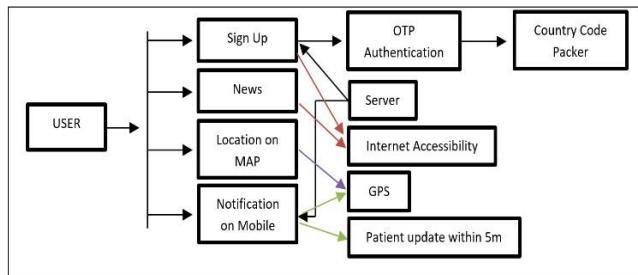 Sign Up
OTP
Authentication
Country Code
Packer
News
Server
USER
Internet Accessibility
Location on
MAP
GPS
Notification
on Mobile
Patient update within 5m